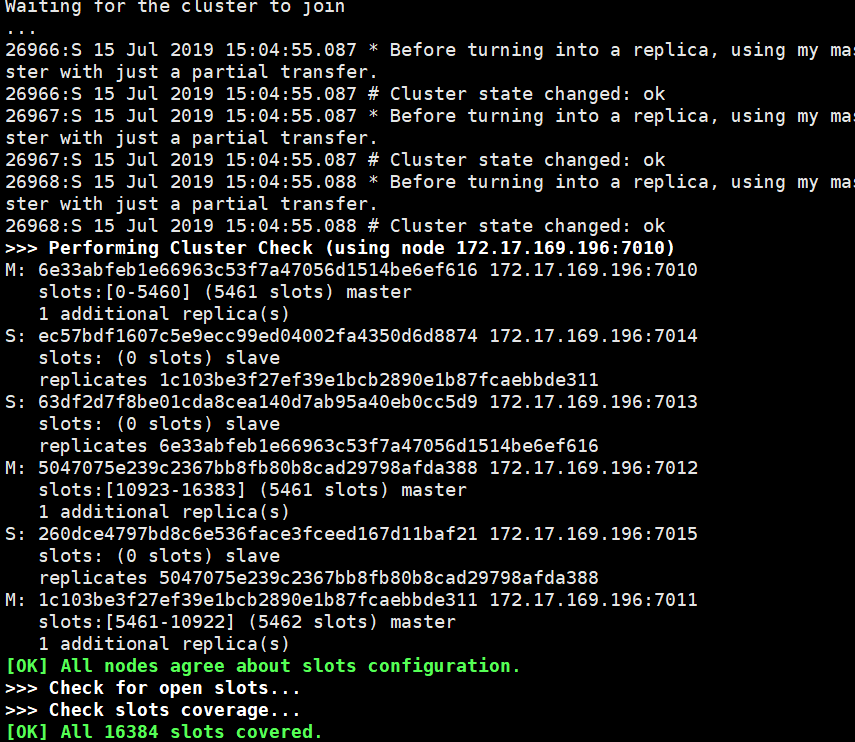 Waiting for the cluster to join
...
26966:S 15 Jul 2019 15:04:55.087 * Before turning into a replica, using my
ster with just a partial transfer.
26966:S 15 Jul 2019 15:04:55.087 # Cluster state changed: ok
26967:S 15 Jul 2019 15:04:55.087 * Before turning into a replica, using my
ster with just a partial transfer.
26967:S 15 Jul 2019 15:04:55.087 # Cluster state changed: ok
26968:S 15 Jul 2019 15:04:55.088 * Before turning into a replica, using my
ster with just a partial transfer.
26968:S 15 Jul 2019 15:04:55.088 # Cluster state changed: ok
>>> Performing Cluster Check (using node 172.17.169.196:7010)
M: 6e33abfeb1e66963c53f7a47056d1514be6ef616 172.17.169.196:7010
slots:[0-5460] (5461 slots) master
1 additional replica(s)
S: ec57bdf1607c5e9ecc99ed04002fa4350d6d8874 172.17.169.196:7014
slots: (0 slots) slave
replicates 1c103be3f27ef39e1bcb2890e1b87fcaebbde311
S: 63df2d7f8be01cda8cea140d7ab95a40eb0cc5d9 172.17.169.196:7013
slots: (0 slots) slave
replicates 6e33abfeb1e66963c53f7a47056d1514be6ef616
M: 5047075e239c2367bb8fb80b8cad29798afda388 172.17.169.196:7012
slots:[10923-16383] (5461 slots) master
1 additional replica(s)
S: 260dce4797bd8c6e536face3fceed167d11baf21 172.17.169.196:7015
slots: (0 slots) slave
replicates 5047075e239c2367bb8fb80b8cad29798afda388
M: 1c103be3f27ef39e1bcb2890e1b87fcaebbde311 172.17.169.196:7011
slots:[5461-10922] (5462 slots) master
1 additional replica(s)
[OK] All nodes agree about slots configuration.
>>> Check for open slots...
>>> Check slots coverage...
[OK] All 16384 slots covered.